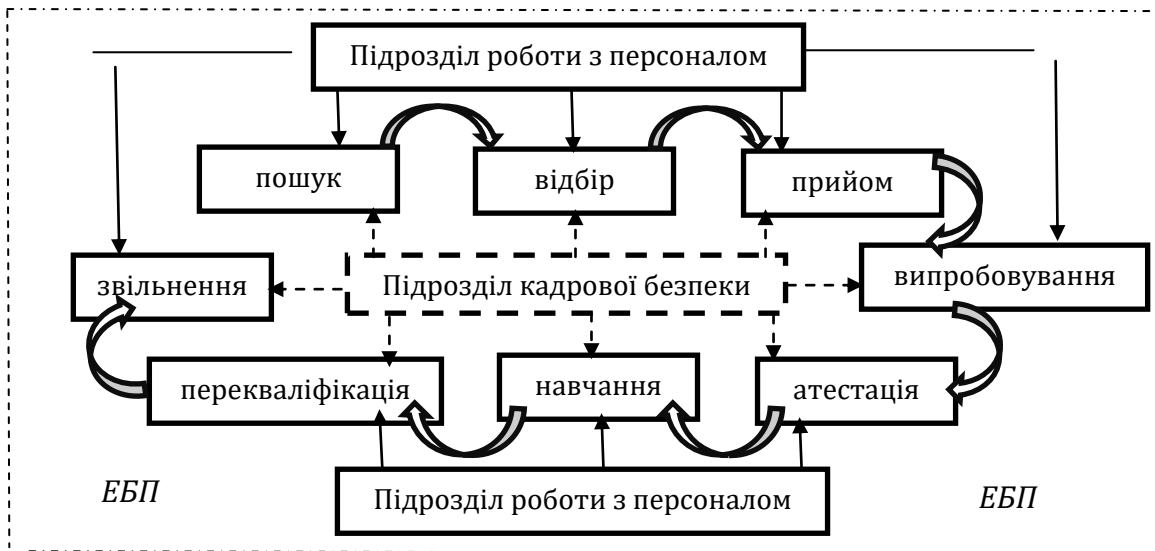 Підрозділ роботи з персоналом
пошук
відбір
прийом
звільнення
Підрозділ кадрової безпеки
випробовування
перекваліфікація
навчання
атестація
ЕБП
Підрозділ роботи з персоналом
ЕБП